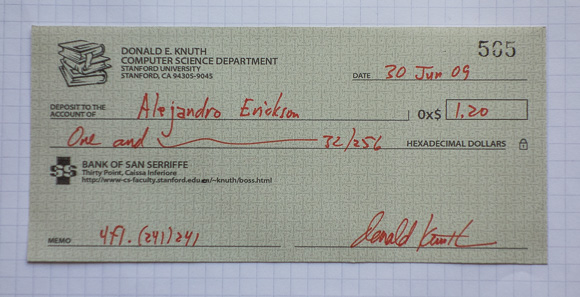 565
DONALD E. KNUTH
COMPUTER SCIENCE DEPARTMENT
STANFORD UNIVERSITY
STANFORD, CA 94305-9045
DATE 30 Jun 09
DEPOSIT TO THE
ACCOUNT OF Alejandro Erickson 0x$ 1.20
One and 32/256 HEXADECIMAL DOLLARS
BANK OF SAN SERRIFFE
Thirty Point, Caissa Inferiore
http://www-cs-faculty.stanford.edu/~knuth/boss.html
MEMO 4f1. (241)241 Donald Knuth